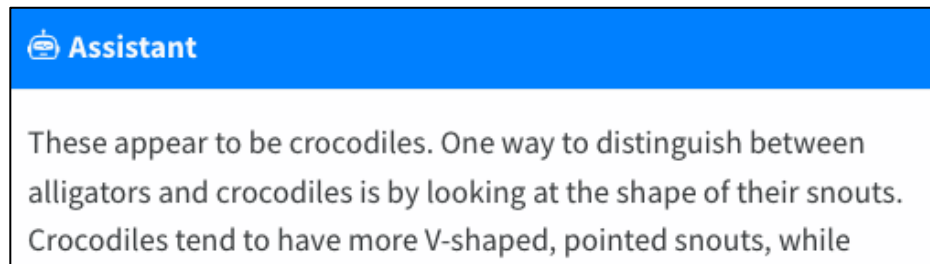 Assistant
These appear to be crocodiles. One way to distinguish between
alligators and crocodiles is by looking at the shape of their snouts.
Crocodiles tend to have more V-shaped, pointed snouts, while